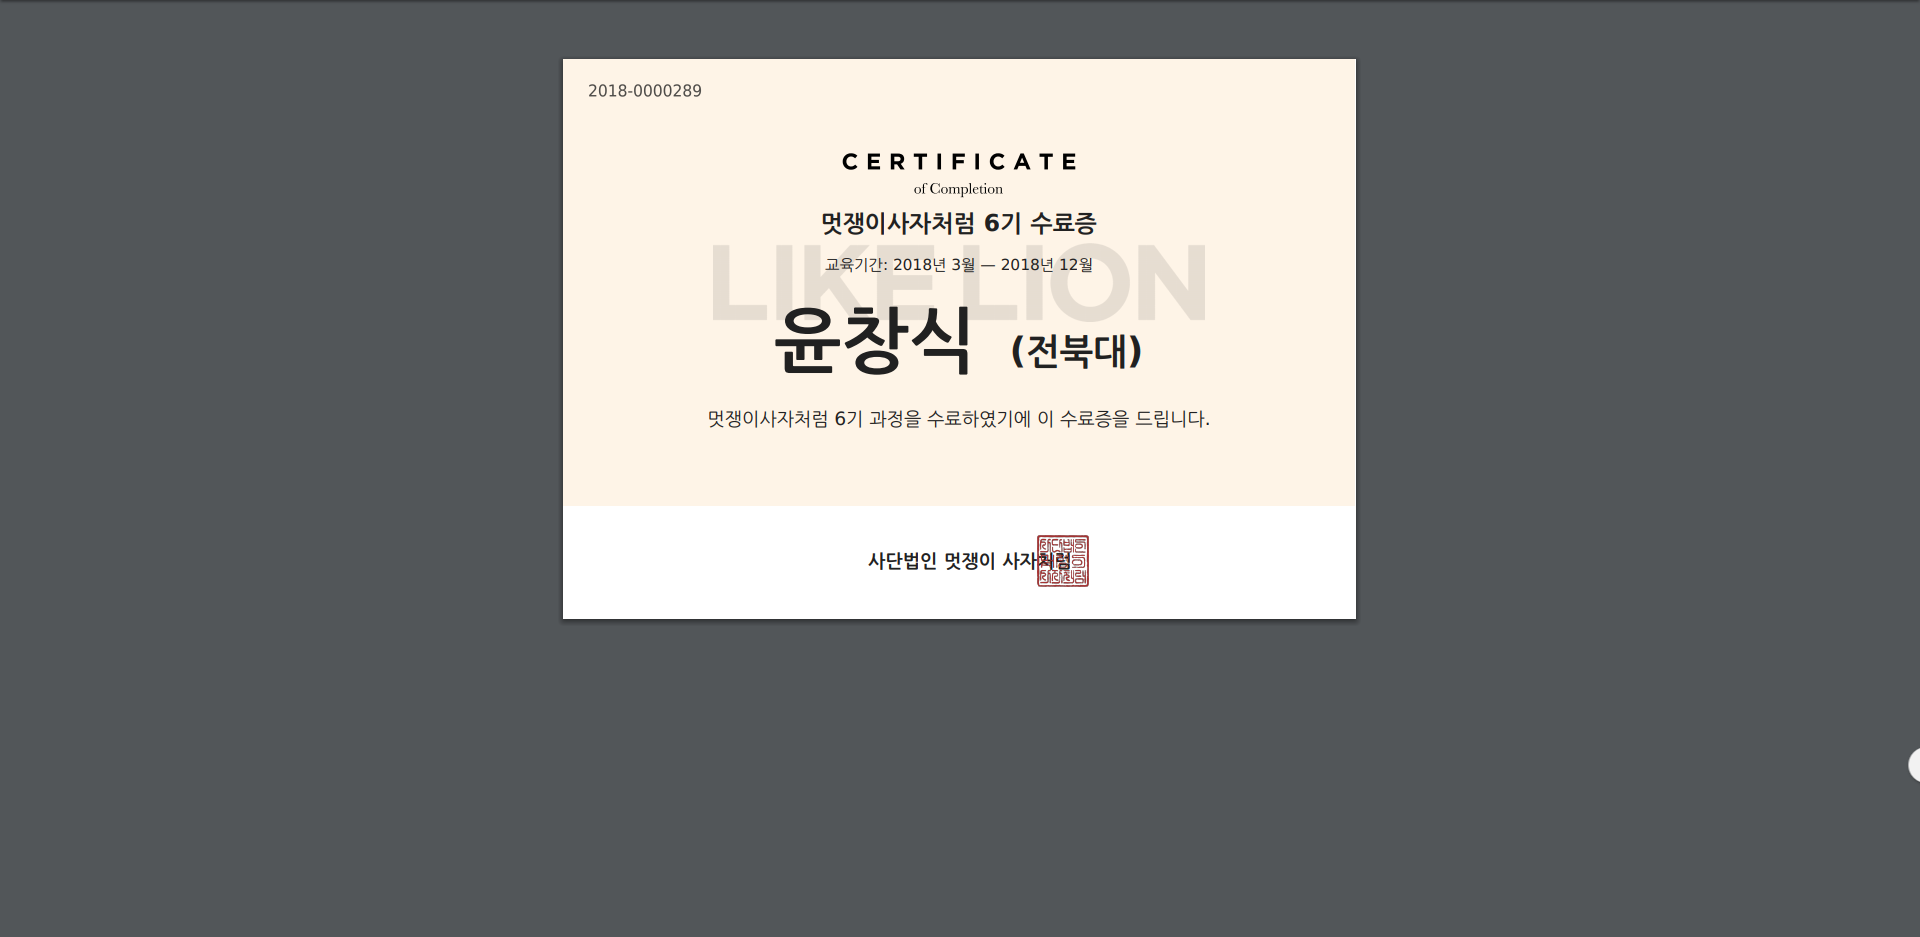 2018-0000289
CERTIFICATE
of Completion
멋쟁이사자처럼 6기 수료증
LIKE LION
교육기간: 2018년 3월 — 2018년 12월
윤창식 (전북대)
멋쟁이사자처럼 6기 과정을 수료하였기에 이 수료증을 드립니다.
사단법인 멋쟁이 사자처럼